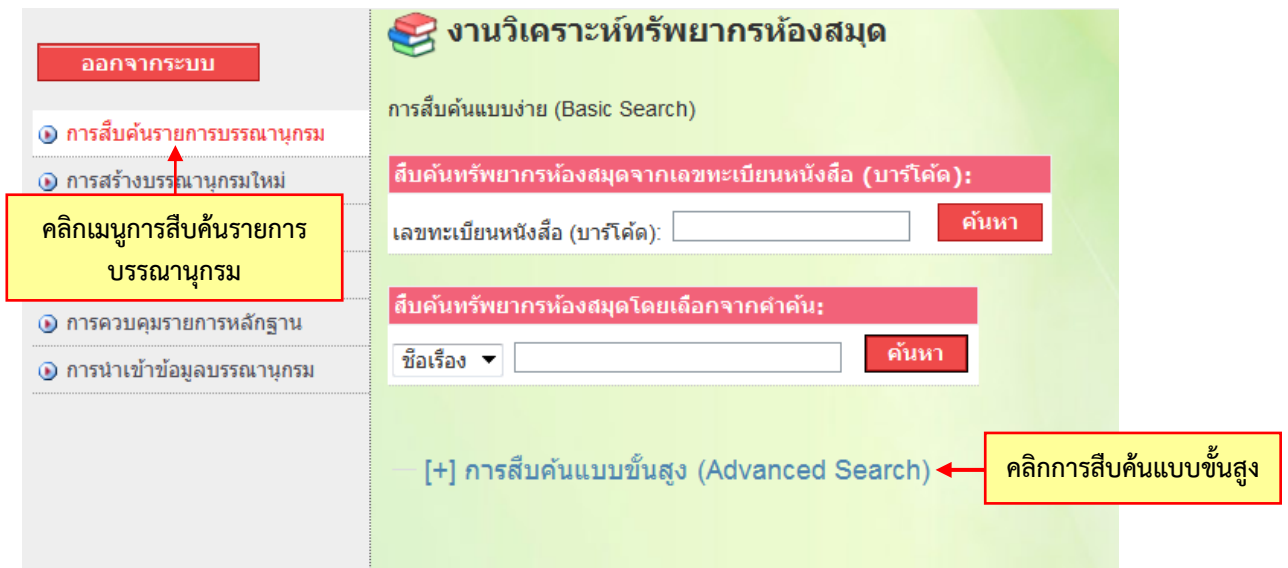 ออกจากระบบ
การสืบค้นรายการบรรณานุกรม
การสร้างบรรณานุกรมใหม่
คลิกเมนูการสืบค้นรายการ
บรรณานุกรม
การควบคุมรายการหลักฐาน
การนำเข้าข้อมูลบรรณานุกรม
งานวิเคราะห์ทรัพยากรห้องสมุด
การสืบค้นแบบง่าย (Basic Search)
สืบค้นทรัพยากรห้องสมุดจากเลขทะเบียนหนังสือ (บาร์โค้ด):
เลขทะเบียนหนังสือ (บาร์โค้ด): ค้นหา
สืบค้นทรัพยากรห้องสมุดโดยเลือกจากคำค้น:
ชื่อเรื่อง ค้นหา
[+] การสืบค้นแบบขั้นสูง (Advanced Search)
คลิกการสืบค้นแบบขั้นสูง